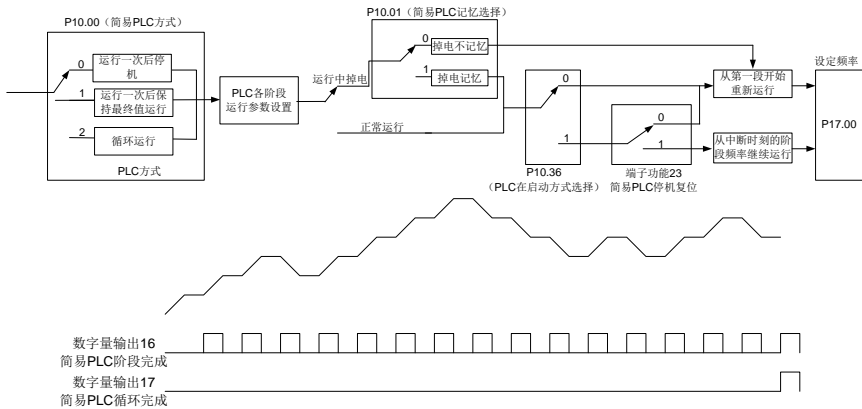 P10.00（简易PLC方式）
0
运行一次后停
机
1
运行一次后保
持最终值运行
2
循环运行
PLC方式
PLC各阶段
运行参数设置
运行中掉电
正常运行
P10.01（简易PLC记忆选择）
0
掉电不记忆
1
掉电记忆
0
1
P10.36
（PLC在启动方式选择）
0
1
端子功能23
简易PLC停机复位
从第一段开始
重新运行
从中断时刻的阶
段频率继续运行
设定频率
P17.00
数字量输出16
简易PLC阶段完成
数字量输出17
简易PLC循环完成